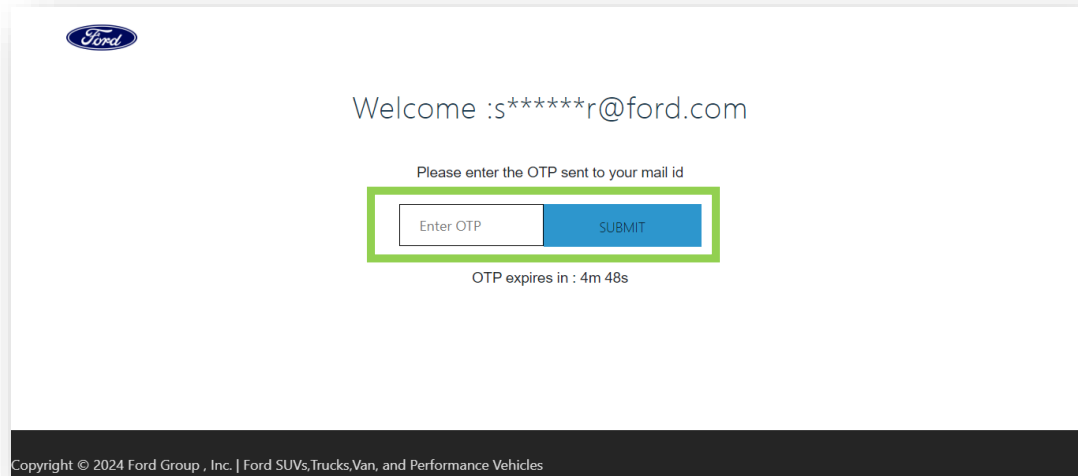 Ford
Welcome :s******r@ford.com
Please enter the OTP sent to your mail id
Enter OTP
SUBMIT
OTP expires in : 4m 48s
Copyright © 2024 Ford Group , Inc. | Ford SUVs,Trucks,Van, and Performance Vehicles